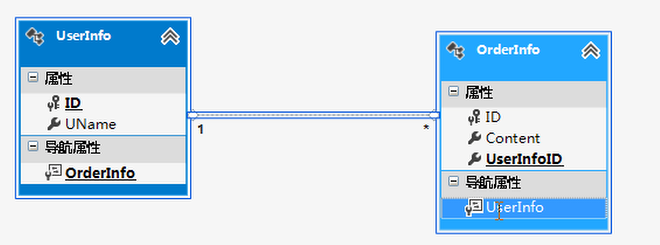 UserInfo
属性
ID
UName
导航属性
OrderInfo
1
*
OrderInfo
属性
ID
Content
UserInfoID
导航属性
UserInfo